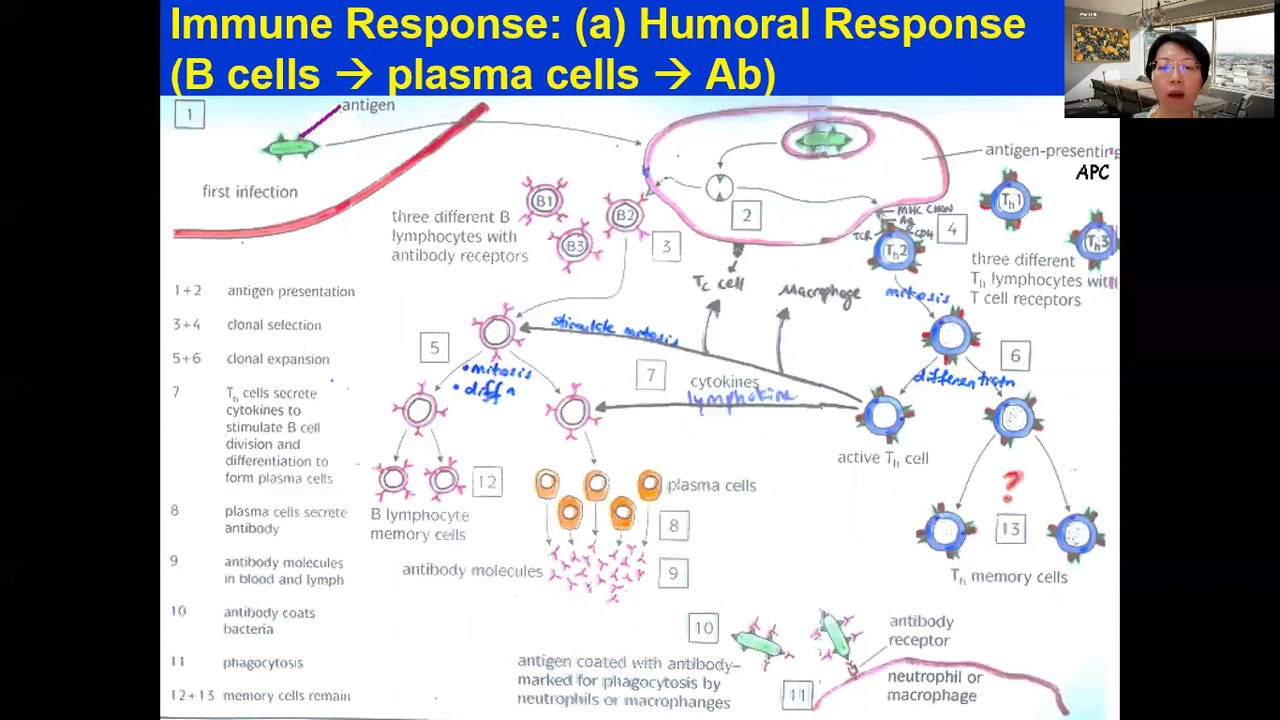 Immune Response: (a) Humoral Response
(B cells → plasma cells → Ab)
1
antigen
first infection
three different B
lymphocytes with
antibody receptors
B1
B2
B3
3
2
MHC
Ag
TCR
CD4
4
antigen-presenting
APC
Th1
Th2
Th3
three different
Th lymphocytes with
T cell receptors
1+2 antigen presentation
3+4 clonal selection
5+6 clonal expansion
7 Th cells secrete
cytokines to
stimulate B cell
division and
differentiation to
form plasma cells
8 plasma cells secrete
antibody
9 antibody molecules
in blood and lymph
10 antibody coats
bacteria
11 phagocytosis
12+13 memory cells remain
Tc cell
Macrophage
mitosis
5
stimulate mitosis
• mitosis
• diffn
7
cytokines
lymphokine
6
differentiatn
active Th cell
12
B lymphocyte
memory cells
plasma cells
8
antibody molecules
9
?
13
Th memory cells
10
antigen coated with antibody–
marked for phagocytosis by
neutrophils or macrophanges
11
antibody
receptor
neutrophil or
macrophage